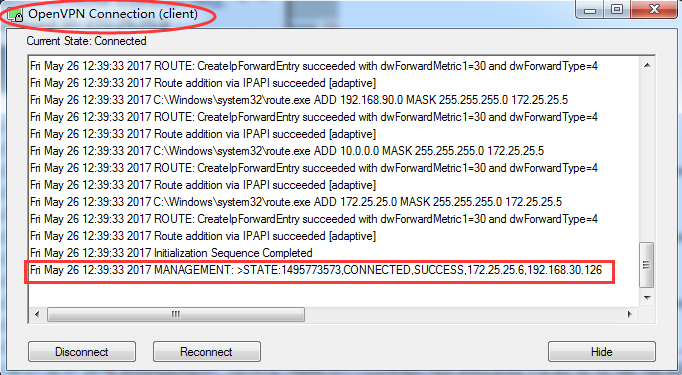 OpenVPN Connection (client)
Current State: Connected
Fri May 26 12:39:33 2017 ROUTE: CreateIpForwardEntry succeeded with dwForwardMetric1=30 and dwForwardType=4
Fri May 26 12:39:33 2017 Route addition via IPAPI succeeded [adaptive]
Fri May 26 12:39:33 2017 C:\Windows\system32\route.exe ADD 192.168.90.0 MASK 255.255.255.0 172.25.25.5
Fri May 26 12:39:33 2017 ROUTE: CreateIpForwardEntry succeeded with dwForwardMetric1=30 and dwForwardType=4
Fri May 26 12:39:33 2017 Route addition via IPAPI succeeded [adaptive]
Fri May 26 12:39:33 2017 C:\Windows\system32\route.exe ADD 10.0.0.0 MASK 255.255.255.0 172.25.25.5
Fri May 26 12:39:33 2017 ROUTE: CreateIpForwardEntry succeeded with dwForwardMetric1=30 and dwForwardType=4
Fri May 26 12:39:33 2017 Route addition via IPAPI succeeded [adaptive]
Fri May 26 12:39:33 2017 C:\Windows\system32\route.exe ADD 172.25.25.0 MASK 255.255.255.0 172.25.25.5
Fri May 26 12:39:33 2017 ROUTE: CreateIpForwardEntry succeeded with dwForwardMetric1=30 and dwForwardType=4
Fri May 26 12:39:33 2017 Route addition via IPAPI succeeded [adaptive]
Fri May 26 12:39:33 2017 Initialization Sequence Completed
Fri May 26 12:39:33 2017 MANAGEMENT: >STATE:1495773573,CONNECTED,SUCCESS,172.25.25.6,192.168.30.126
Disconnect
Reconnect
Hide